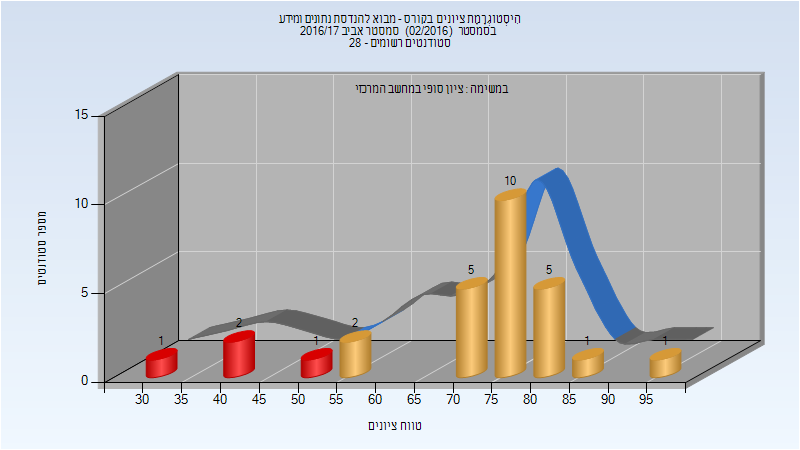 היסטוגרמת ציונים בקורס - מבוא להנדסת נתונים ומידע
בסמסטר (02/2016) סמסטר אביב 2016/17
סטודנטים רשומים - 28
במשימה : ציון סופי במחשב המרכזי
15
10
5
0
מספר סטודנטים
1
2
1
2
5
10
5
1
1
30 35 40 45 50 55 60 65 70 75 80 85 90 95
טווח ציונים